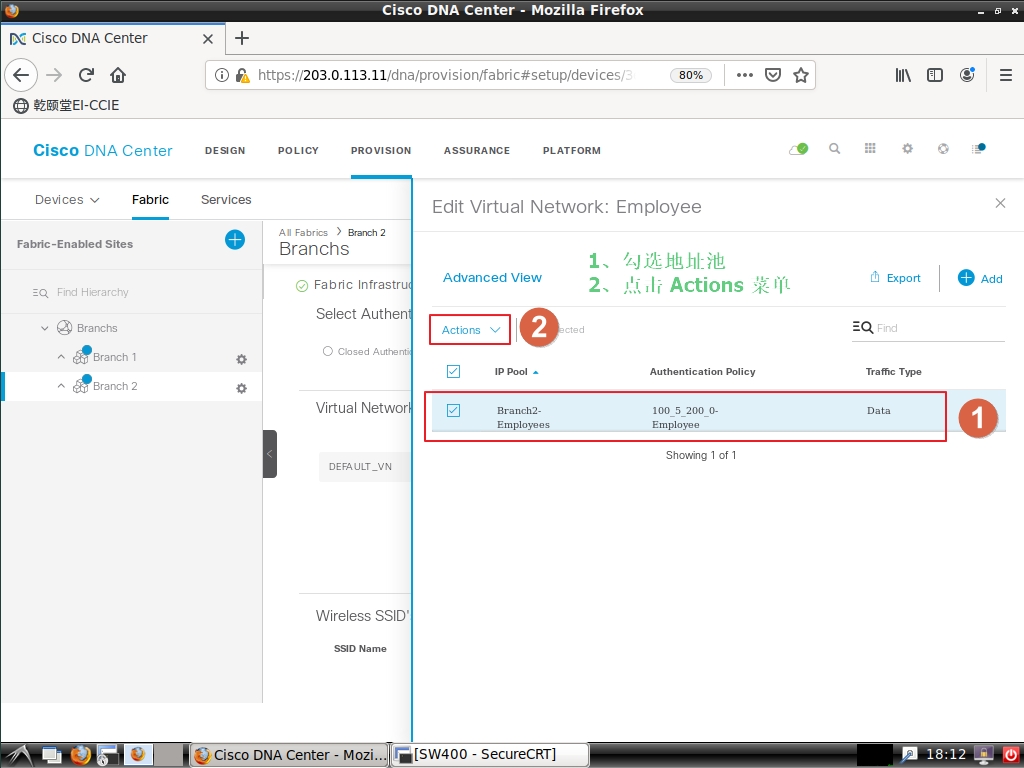 Cisco DNA Center - Mozilla Firefox
Cisco DNA Center
https://203.0.113.11/dna/provision/fabric#setup/devices/3
80%
乾颐堂EI-CCIE
Cisco DNA Center
DESIGN
POLICY
PROVISION
ASSURANCE
PLATFORM
Devices
Fabric
Services
Edit Virtual Network: Employee
Fabric-Enabled Sites
All Fabrics
Branch 2
Branchs
Advanced View
1、勾选地址池
2、点击 Actions 菜单
Export
Add
Find Hierarchy
Fabric Infrastruc
Select Authent
Closed Authentic
Actions
2
ected
Find
Branchs
Branch 1
Branch 2
IP Pool
Authentication Policy
Traffic Type
Branch2-
Employees
100_5_200_0-
Employee
Data
1
Virtual Network
Showing 1 of 1
DEFAULT_VN
Wireless SSID'
SSID Name
Cisco DNA Center - Mozi...
[SW400 - SecureCRT]
18:12